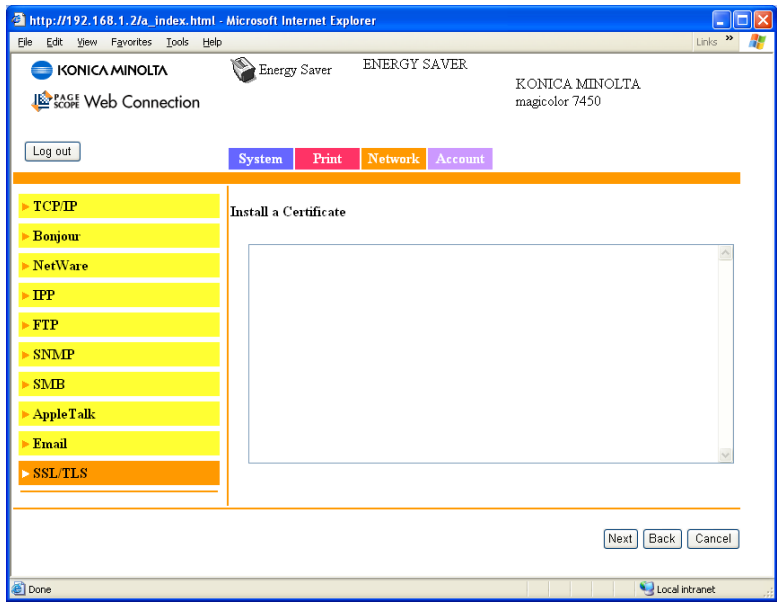 http://192.168.1.2/a_index.html - Microsoft Internet Explorer
File Edit View Favorites Tools Help Links »
KONICA MINOLTA
PAGE SCOPE Web Connection
Energy Saver
ENERGY SAVER
KONICA MINOLTA
magicolor 7450
Log out
System Print Network Account
TCP/IP
Bonjour
NetWare
IPP
FTP
SNMP
SMB
AppleTalk
Email
SSL/TLS
Install a Certificate
Next Back Cancel
Done Local intranet